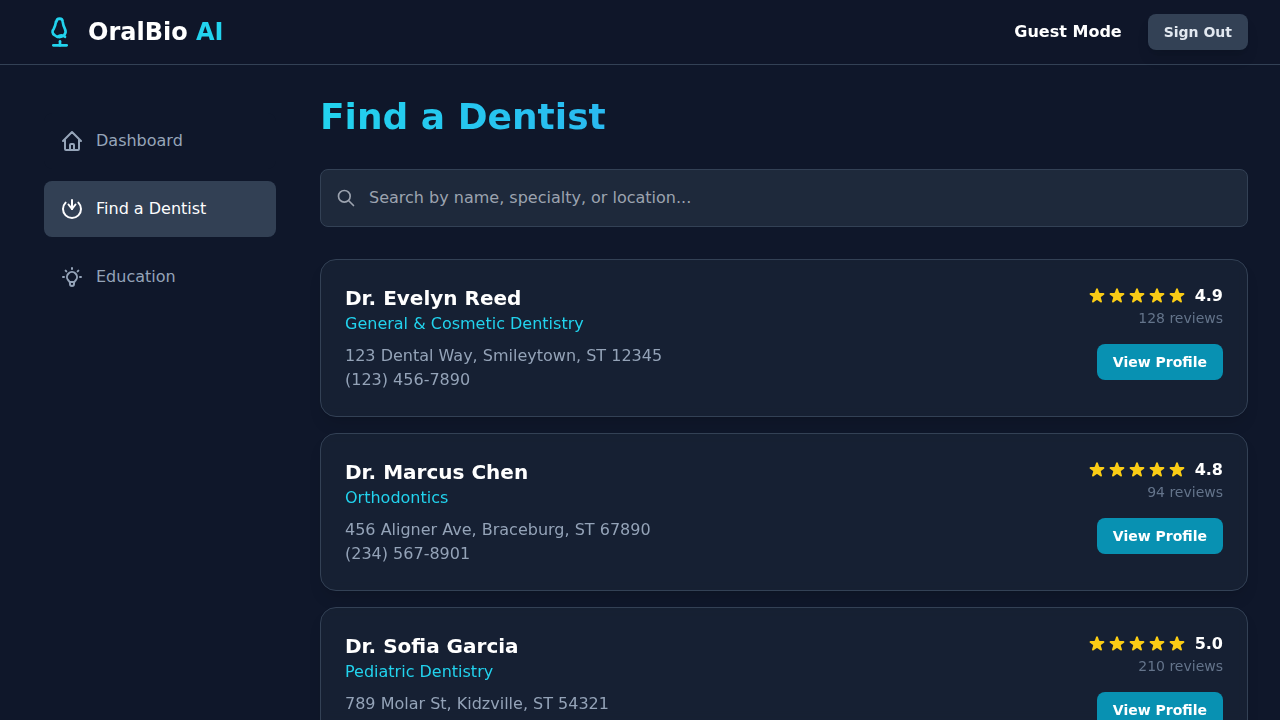 OralBio AI
Guest Mode
Sign Out
Dashboard
Find a Dentist
Education
Find a Dentist
Search by name, specialty, or location...
Dr. Evelyn Reed
General & Cosmetic Dentistry
123 Dental Way, Smileytown, ST 12345
(123) 456-7890
4.9
128 reviews
View Profile
Dr. Marcus Chen
Orthodontics
456 Aligner Ave, Braceburg, ST 67890
(234) 567-8901
4.8
94 reviews
View Profile
Dr. Sofia Garcia
Pediatric Dentistry
789 Molar St, Kidzville, ST 54321
5.0
210 reviews
View Profile